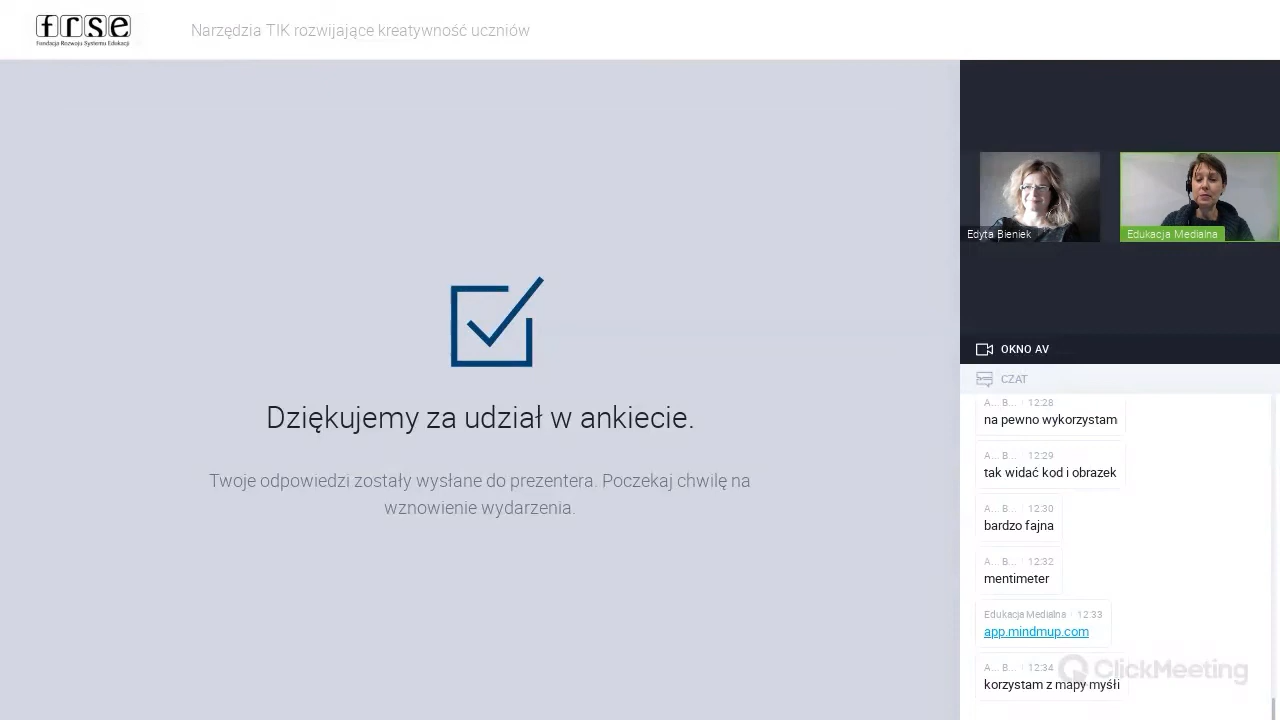 frse
Fundacja Rozwoju Systemu Edukacji
Narzędzia TIK rozwijające kreatywność uczniów
Dziękujemy za udział w ankiecie.
Twoje odpowiedzi zostały wysłane do prezentera. Poczekaj chwilę na
wznowienie wydarzenia.
Edyta Bieniek
Edukacja Medialna
OKNO AV
CZAT
A... B... 12:28
na pewno wykorzystam
A... B... 12:29
tak widać kod i obrazek
A... B... 12:30
bardzo fajna
A... B... 12:32
mentimeter
Edukacja Medialna 12:33
app.mindmup.com
A... B... 12:34
korzystam z mapy myśli
ClickMeeting